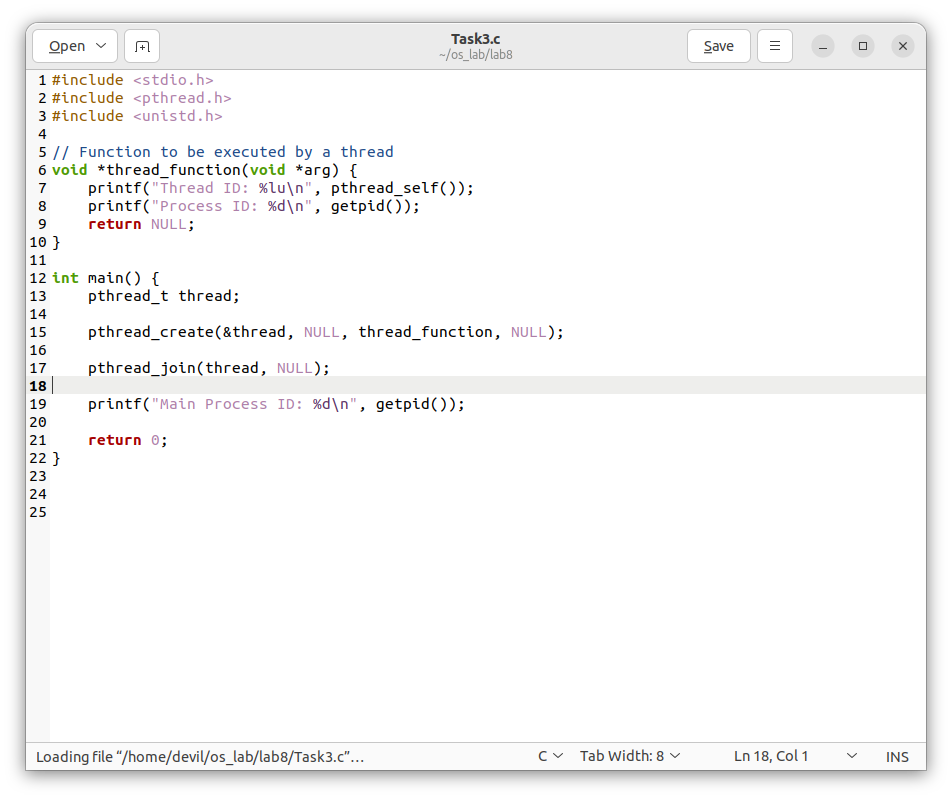 Open
Task3.c
~/os_lab/lab8
Save
1 #include <stdio.h>
2 #include <pthread.h>
3 #include <unistd.h>
4
5 // Function to be executed by a thread
6 void *thread_function(void *arg) {
7     printf("Thread ID: %lu\n", pthread_self());
8     printf("Process ID: %d\n", getpid());
9     return NULL;
10 }
11
12 int main() {
13     pthread_t thread;
14
15     pthread_create(&thread, NULL, thread_function, NULL);
16
17     pthread_join(thread, NULL);
18
19     printf("Main Process ID: %d\n", getpid());
20
21     return 0;
22 }
23
24
25
Loading file “/home/devil/os_lab/lab8/Task3.c”… C Tab Width: 8 Ln 18, Col 1 INS